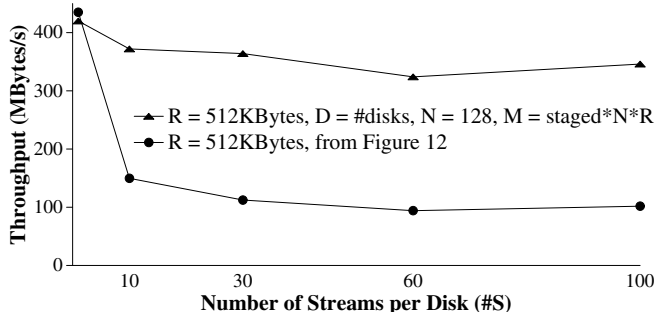 400
300
200
100
0
Throughput (MBytes/s)
R = 512KBytes, D = #disks, N = 128, M = staged*N*R
R = 512KBytes, from Figure 12
10 30 60 100
Number of Streams per Disk (#S)